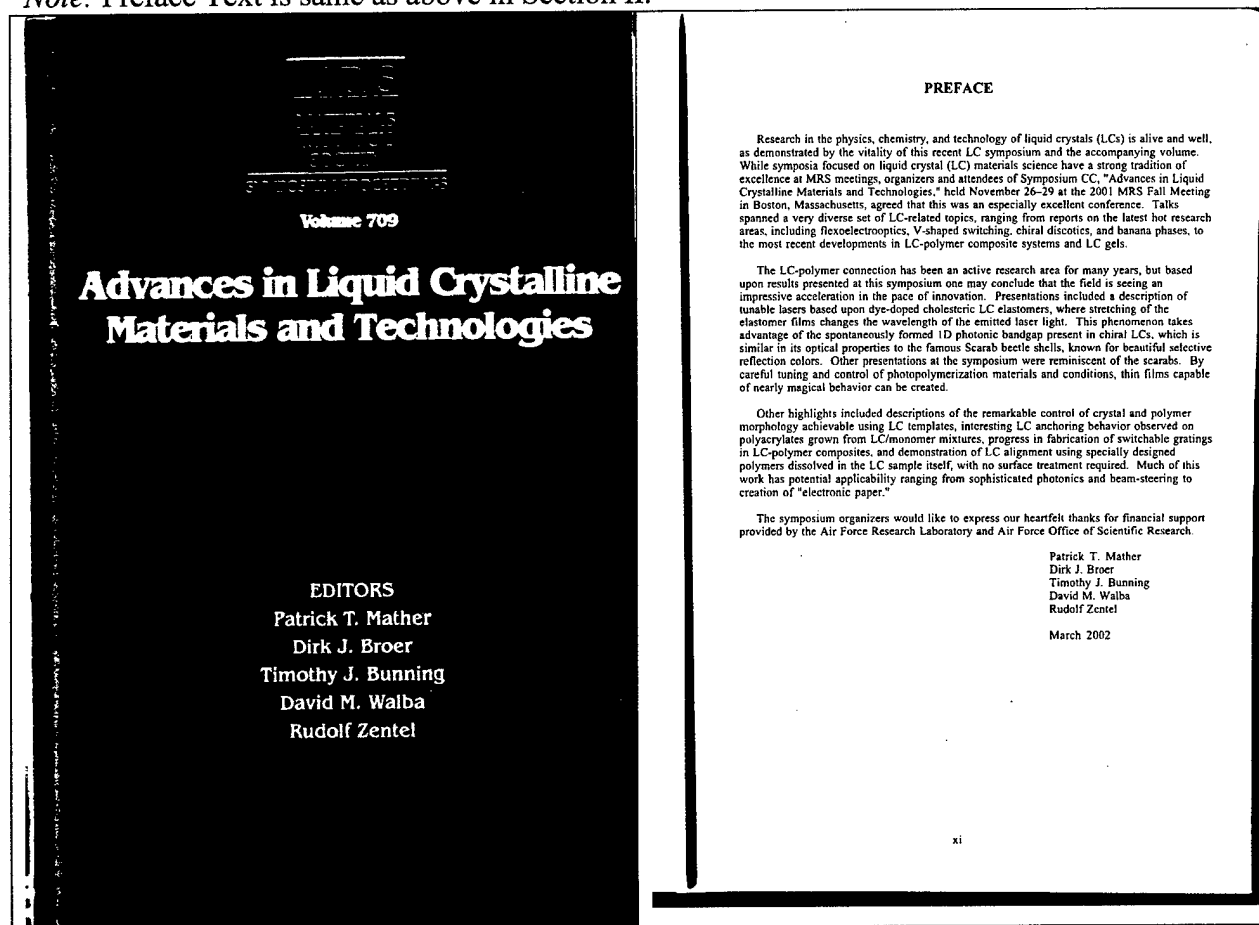 Note: Preface Text is same as above in Section II.
MRS
MATERIALS
RESEARCH
SOCIETY
SYMPOSIUM PROCEEDINGS
Volume 709
Advances in Liquid Crystalline
Materials and Technologies
EDITORS
Patrick T. Mather
Dirk J. Broer
Timothy J. Bunning
David M. Walba
Rudolf Zentel
PREFACE
Research in the physics, chemistry, and technology of liquid crystals (LCs) is alive and well,
as demonstrated by the vitality of this recent LC symposium and the accompanying volume.
While symposia focused on liquid crystal (LC) materials science have a strong tradition of
excellence at MRS meetings, organizers and attendees of Symposium CC, "Advances in Liquid
Crystalline Materials and Technologies," held November 26–29 at the 2001 MRS Fall Meeting
in Boston, Massachusetts, agreed that this was an especially excellent conference. Talks
spanned a very diverse set of LC-related topics, ranging from reports on the latest hot research
areas, including flexoelectrooptics, V-shaped switching, chiral discotics, and banana phases, to
the most recent developments in LC-polymer composite systems and LC gels.
The LC-polymer connection has been an active research area for many years, but based
upon results presented at this symposium one may conclude that the field is seeing an
impressive acceleration in the pace of innovation. Presentations included a description of
tunable lasers based upon dye-doped cholesteric LC elastomers, where stretching of the
elastomer films changes the wavelength of the emitted laser light. This phenomenon takes
advantage of the spontaneously formed 1D photonic bandgap present in chiral LCs, which is
similar in its optical properties to the famous Scarab beetle shells, known for beautiful selective
reflection colors. Other presentations at the symposium were reminiscent of the scarabs. By
careful tuning and control of photopolymerization materials and conditions, thin films capable
of nearly magical behavior can be created.
Other highlights included descriptions of the remarkable control of crystal and polymer
morphology achievable using LC templates, interesting LC anchoring behavior observed on
polyacrylates grown from LC/monomer mixtures, progress in fabrication of switchable gratings
in LC-polymer composites, and demonstration of LC alignment using specially designed
polymers dissolved in the LC sample itself, with no surface treatment required. Much of this
work has potential applicability ranging from sophisticated photonics and beam-steering to
creation of "electronic paper."
The symposium organizers would like to express our heartfelt thanks for financial support
provided by the Air Force Research Laboratory and Air Force Office of Scientific Research.
Patrick T. Mather
Dirk J. Broer
Timothy J. Bunning
David M. Walba
Rudolf Zentel
March 2002
xi